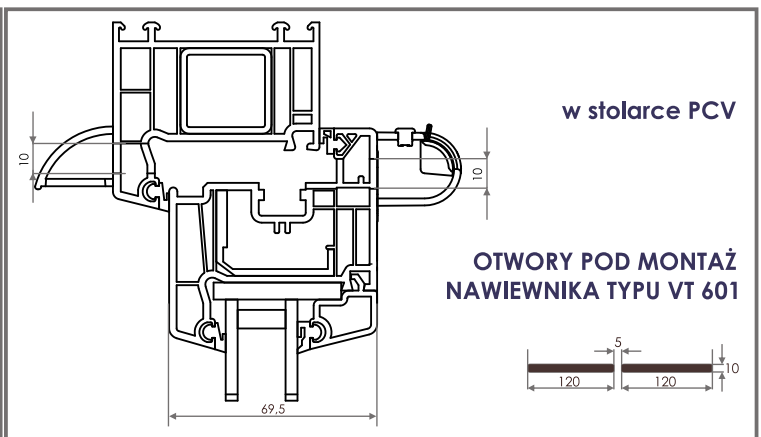 w stolarce PCV
10
10
OTWORY POD MONTAŻ
NAWIEWNIKA TYPU VT 601
5
10
120
120
69,5